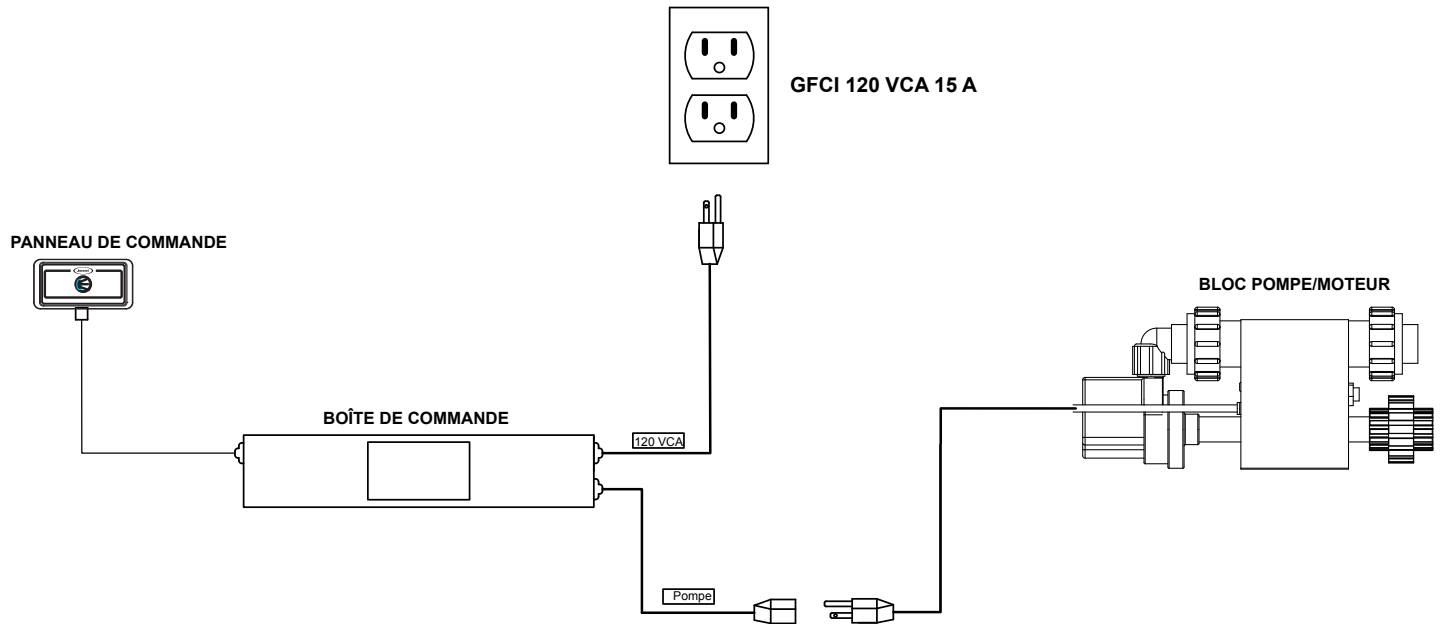 GFCI 120 VCA 15 A
PANNEAU DE COMMANDE
BLOC POMPE/MOTEUR
BOÎTE DE COMMANDE
120 VCA
Pompe